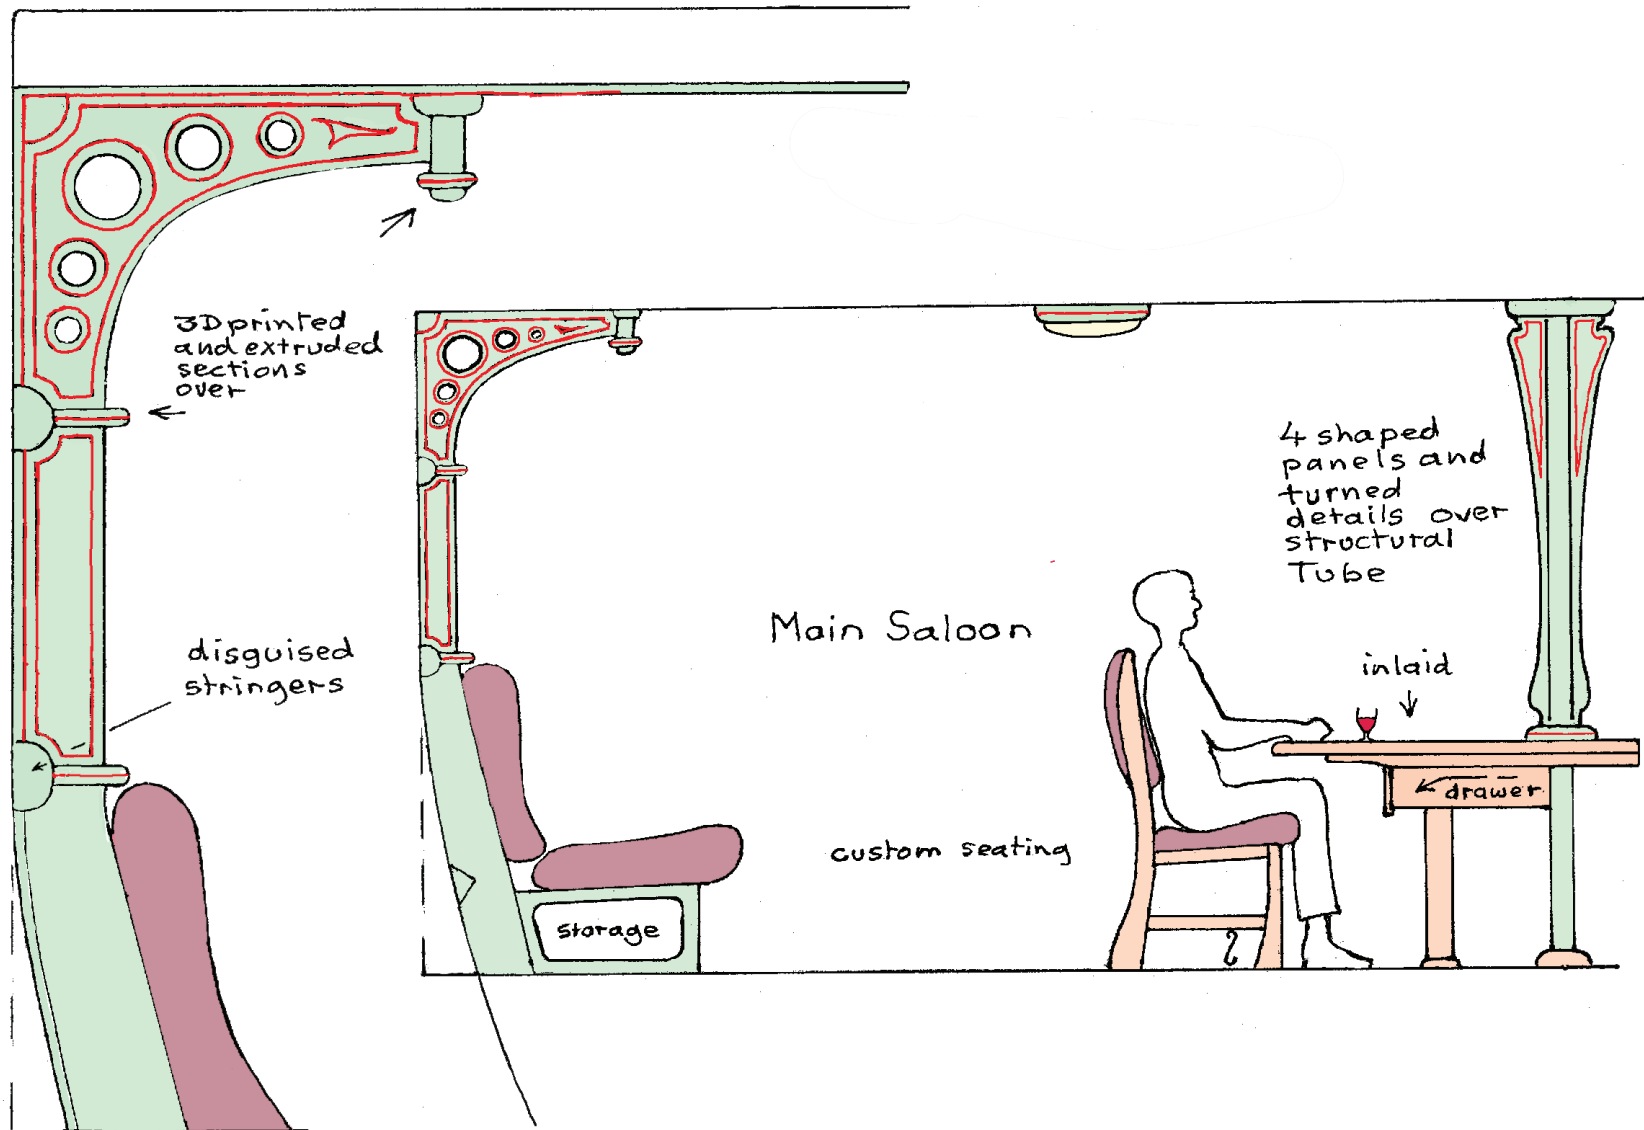 3D printed
and extruded
sections
over
disguised
stringers
Main Saloon
4 shaped
panels and
turned
details over
structural
Tube
inlaid
drawer
custom seating
storage